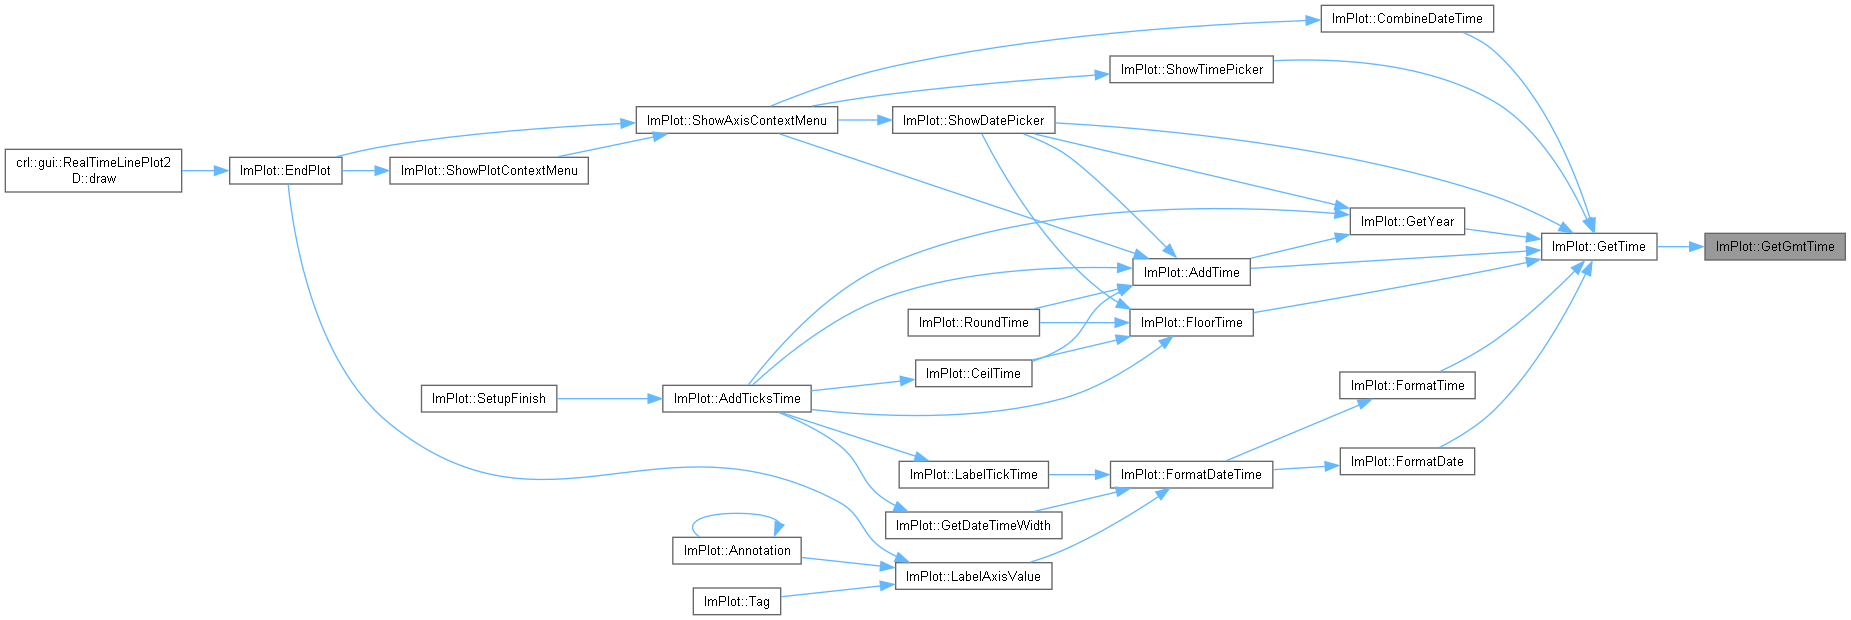 ImPlot::CombineDateTime
ImPlot::ShowTimePicker
ImPlot::ShowAxisContextMenu
ImPlot::ShowDatePicker
crl::gui::RealTimeLinePlot2
D::draw
ImPlot::EndPlot
ImPlot::ShowPlotContextMenu
ImPlot::GetYear
ImPlot::GetTime
ImPlot::GetGmtTime
ImPlot::AddTime
ImPlot::RoundTime
ImPlot::FloorTime
ImPlot::CeilTime
ImPlot::FormatTime
ImPlot::SetupFinish
ImPlot::AddTicksTime
ImPlot::FormatDate
ImPlot::LabelTickTime
ImPlot::FormatDateTime
ImPlot::GetDateTimeWidth
ImPlot::Annotation
ImPlot::LabelAxisValue
ImPlot::Tag